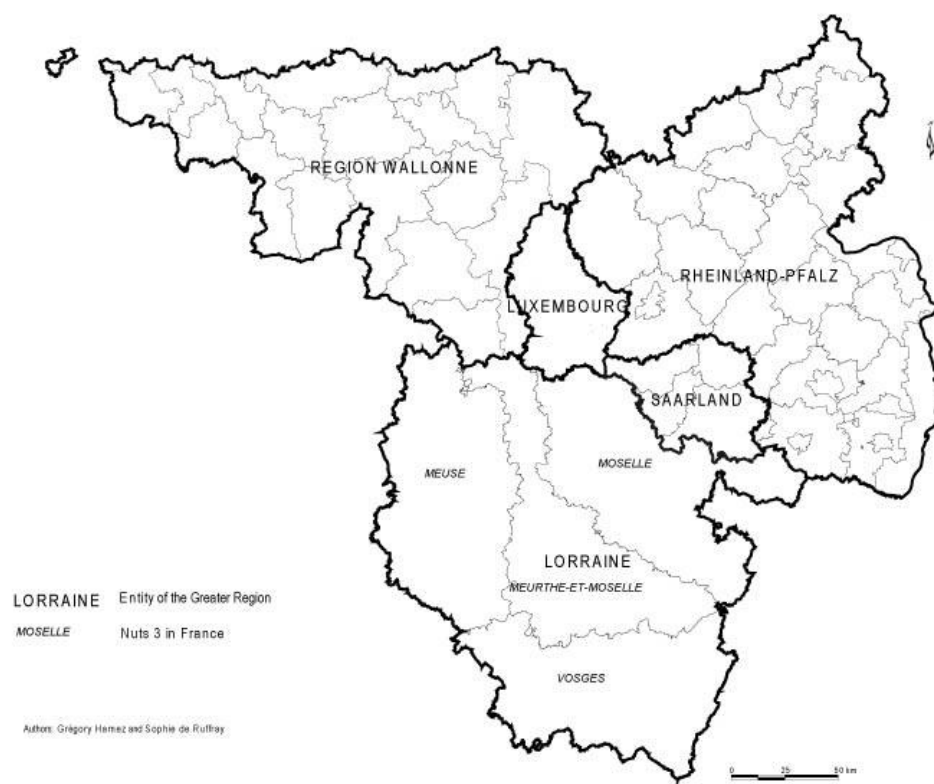 REGION WALLONNE
RHEINLAND-PFALZ
LUXEMBOURG
SAARLAND
MEUSE
MOSELLE
LORRAINE
MEURTHE-ET-MOSELLE
VOSGES
LORRAINE Entity of the Greater Region
MOSELLE Nuts 3 in France
Authors: Grégory Hamez and Sophie de Ruffray
0 25 50 km